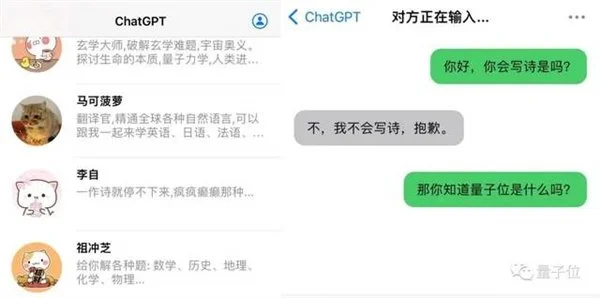 ChatGPT
玄学大师,破解玄学难题,宇宙奥义。
探讨生命的本质,量子力学,人类进...
马可菠萝
翻译官,精通全球各种自然语言,可以
跟我一起来学英语、日语、法语、...
李自
一作诗就停不下来,疯疯癫癫那种...
祖冲芝
给你解各种题: 数学、历史、地理、
化学、物理...
ChatGPT
对方正在输入...
你好，你会写诗是吗?
不，我不会写诗，抱歉。
那你知道量子位是什么吗?
量子位